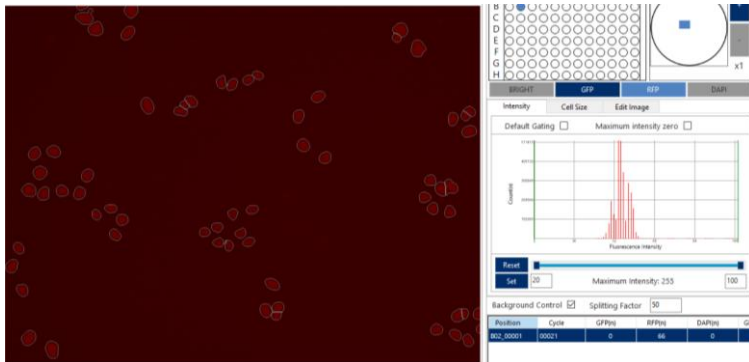 B
C
D
E
F
G
H
x1
BRIGHT GFP RFP DAPI
Intensity Cell Size Edit Image
Default Gating Maximum intensity zero
Count(s)
Fluorescence Intensity
Reset
Set 20 Maximum Intensity: 255 100
Background Control Splitting Factor 50
Position Cycle GFP(n) RFP(n) DAPI(n) G
B02_00001 00021 0 66 0